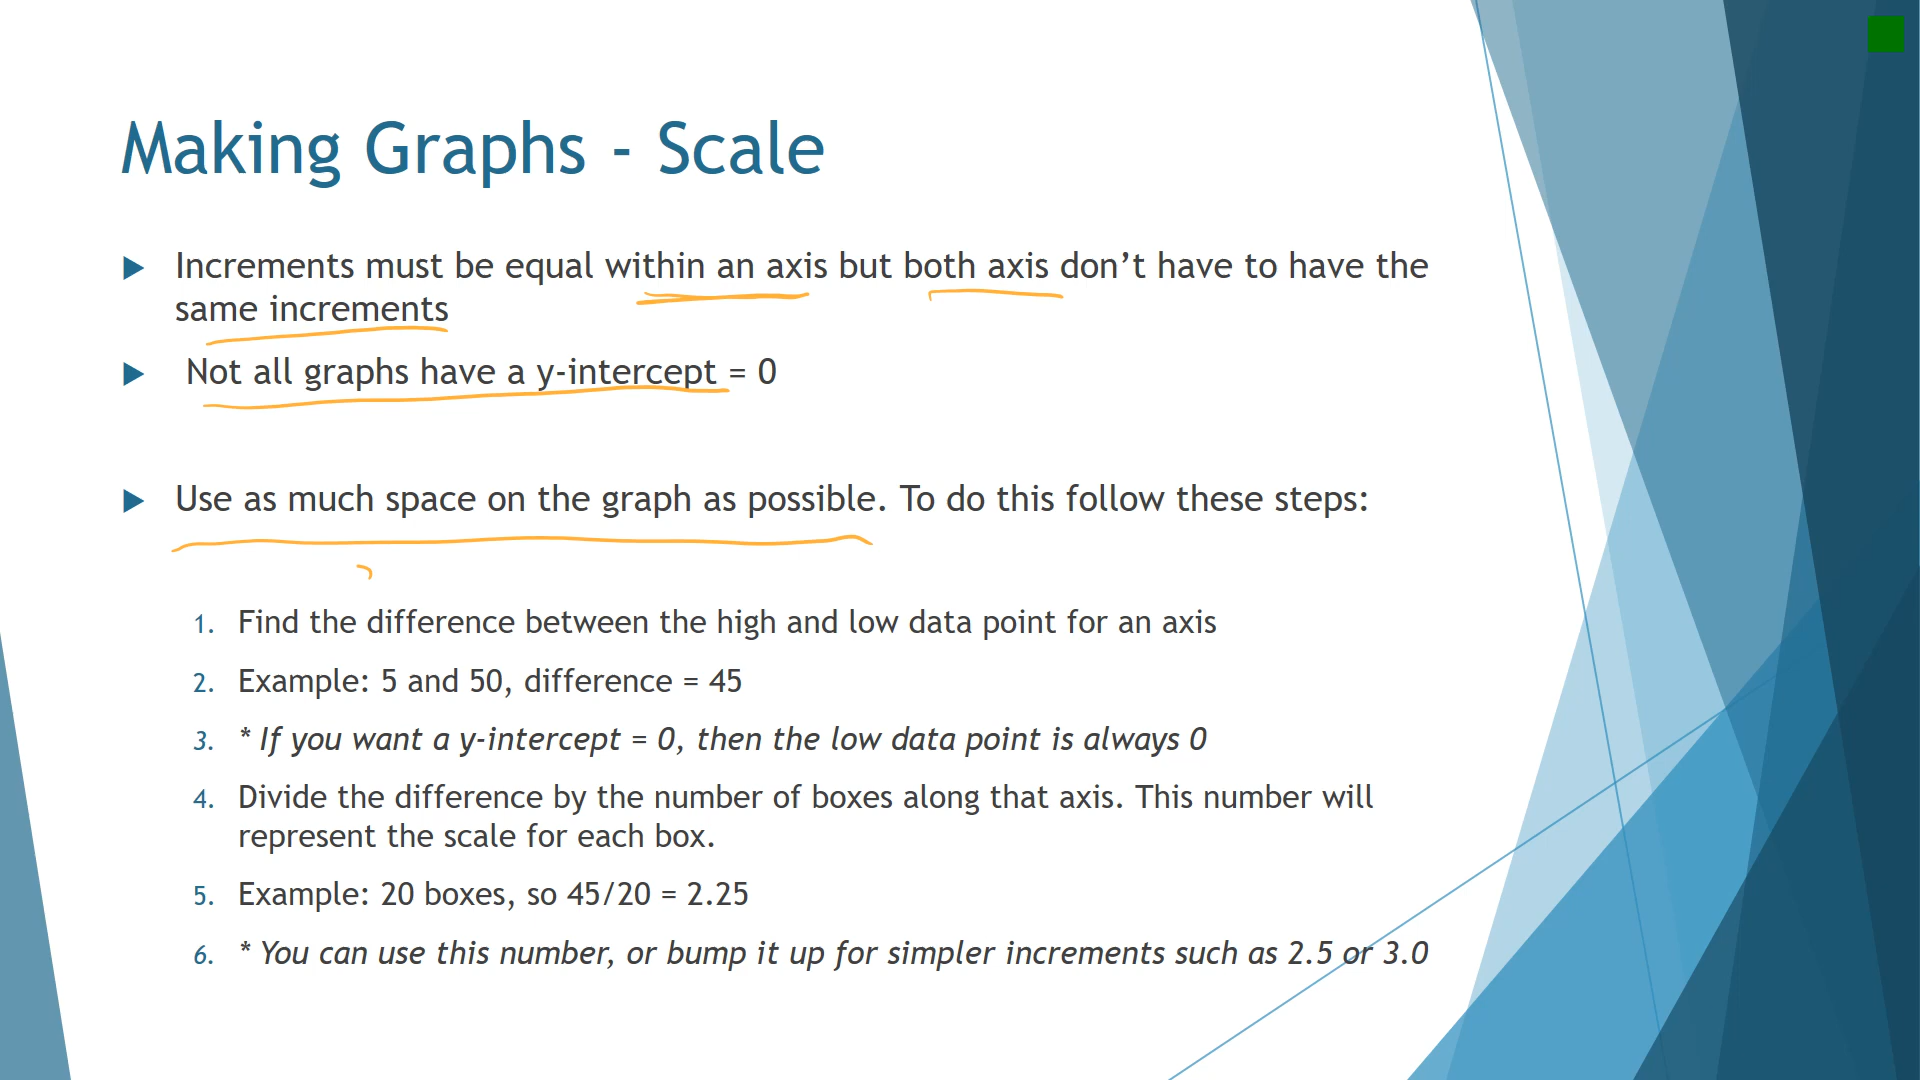 Making Graphs - Scale
Increments must be equal within an axis but both axis don’t have to have the
same increments
Not all graphs have a y-intercept = 0
Use as much space on the graph as possible. To do this follow these steps:
1. Find the difference between the high and low data point for an axis
2. Example: 5 and 50, difference = 45
3. * If you want a y-intercept = 0, then the low data point is always 0
4. Divide the difference by the number of boxes along that axis. This number will
represent the scale for each box.
5. Example: 20 boxes, so 45/20 = 2.25
6. * You can use this number, or bump it up for simpler increments such as 2.5 or 3.0